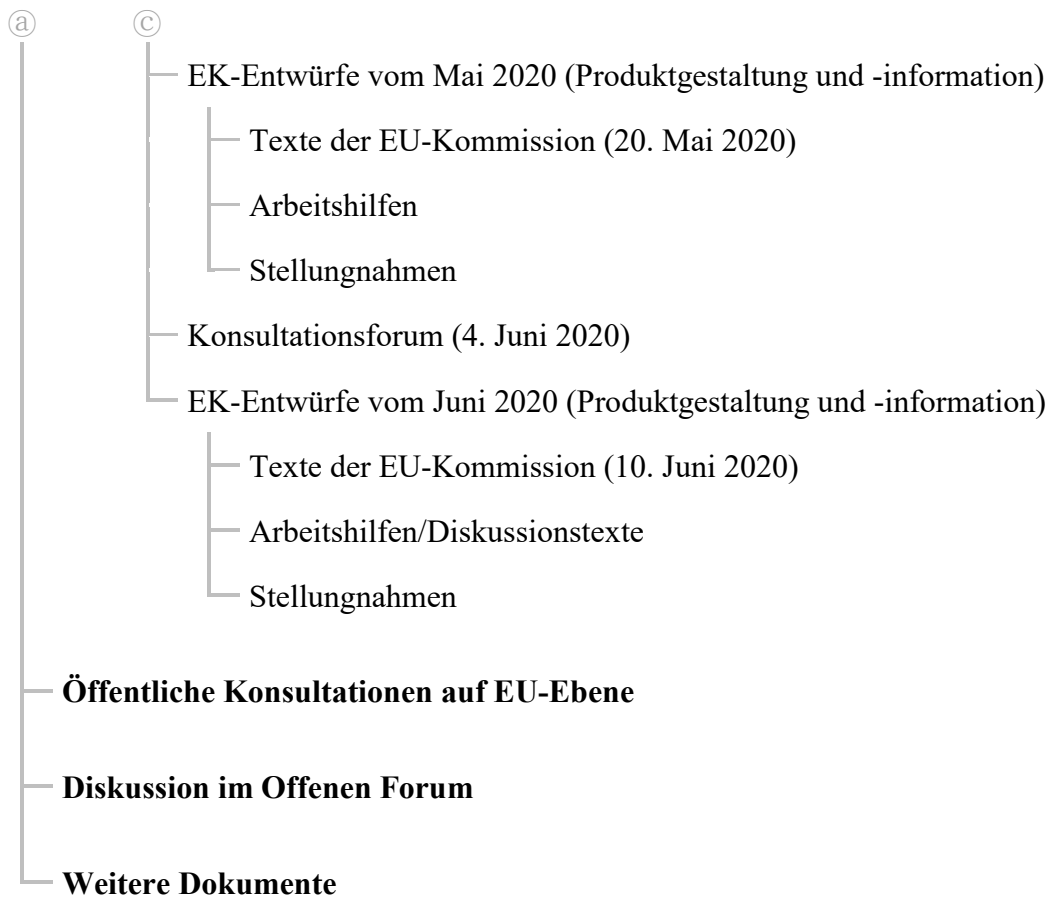 ⓐ ⓒ
EK-Entwürfe vom Mai 2020 (Produktgestaltung und -information)
Texte der EU-Kommission (20. Mai 2020)
Arbeitshilfen
Stellungnahmen
Konsultationsforum (4. Juni 2020)
EK-Entwürfe vom Juni 2020 (Produktgestaltung und -information)
Texte der EU-Kommission (10. Juni 2020)
Arbeitshilfen/Diskussionstexte
Stellungnahmen
Öffentliche Konsultationen auf EU-Ebene
Diskussion im Offenen Forum
Weitere Dokumente